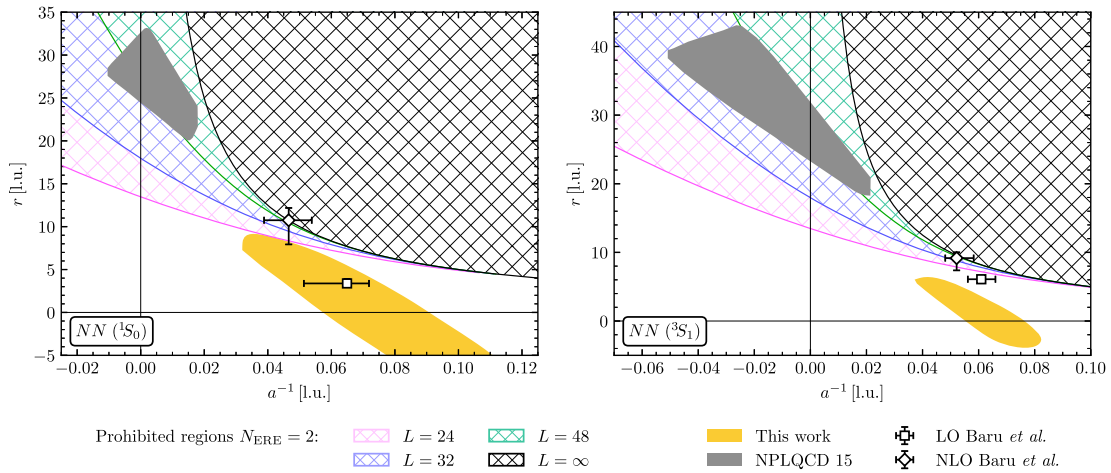 35
30
25
20
15
10
5
0
−5
r [l.u.]
NN (¹S₀)
−0.02 0.00 0.02 0.04 0.06 0.08 0.10 0.12
a⁻¹ [l.u.]
40
30
20
10
0
r [l.u.]
NN (³S₁)
−0.06 −0.04 −0.02 0.00 0.02 0.04 0.06 0.08 0.10
a⁻¹ [l.u.]
Prohibited regions N_ERE = 2:
L = 24
L = 32
L = 48
L = ∞
This work
NPLQCD 15
LO Baru et al.
NLO Baru et al.